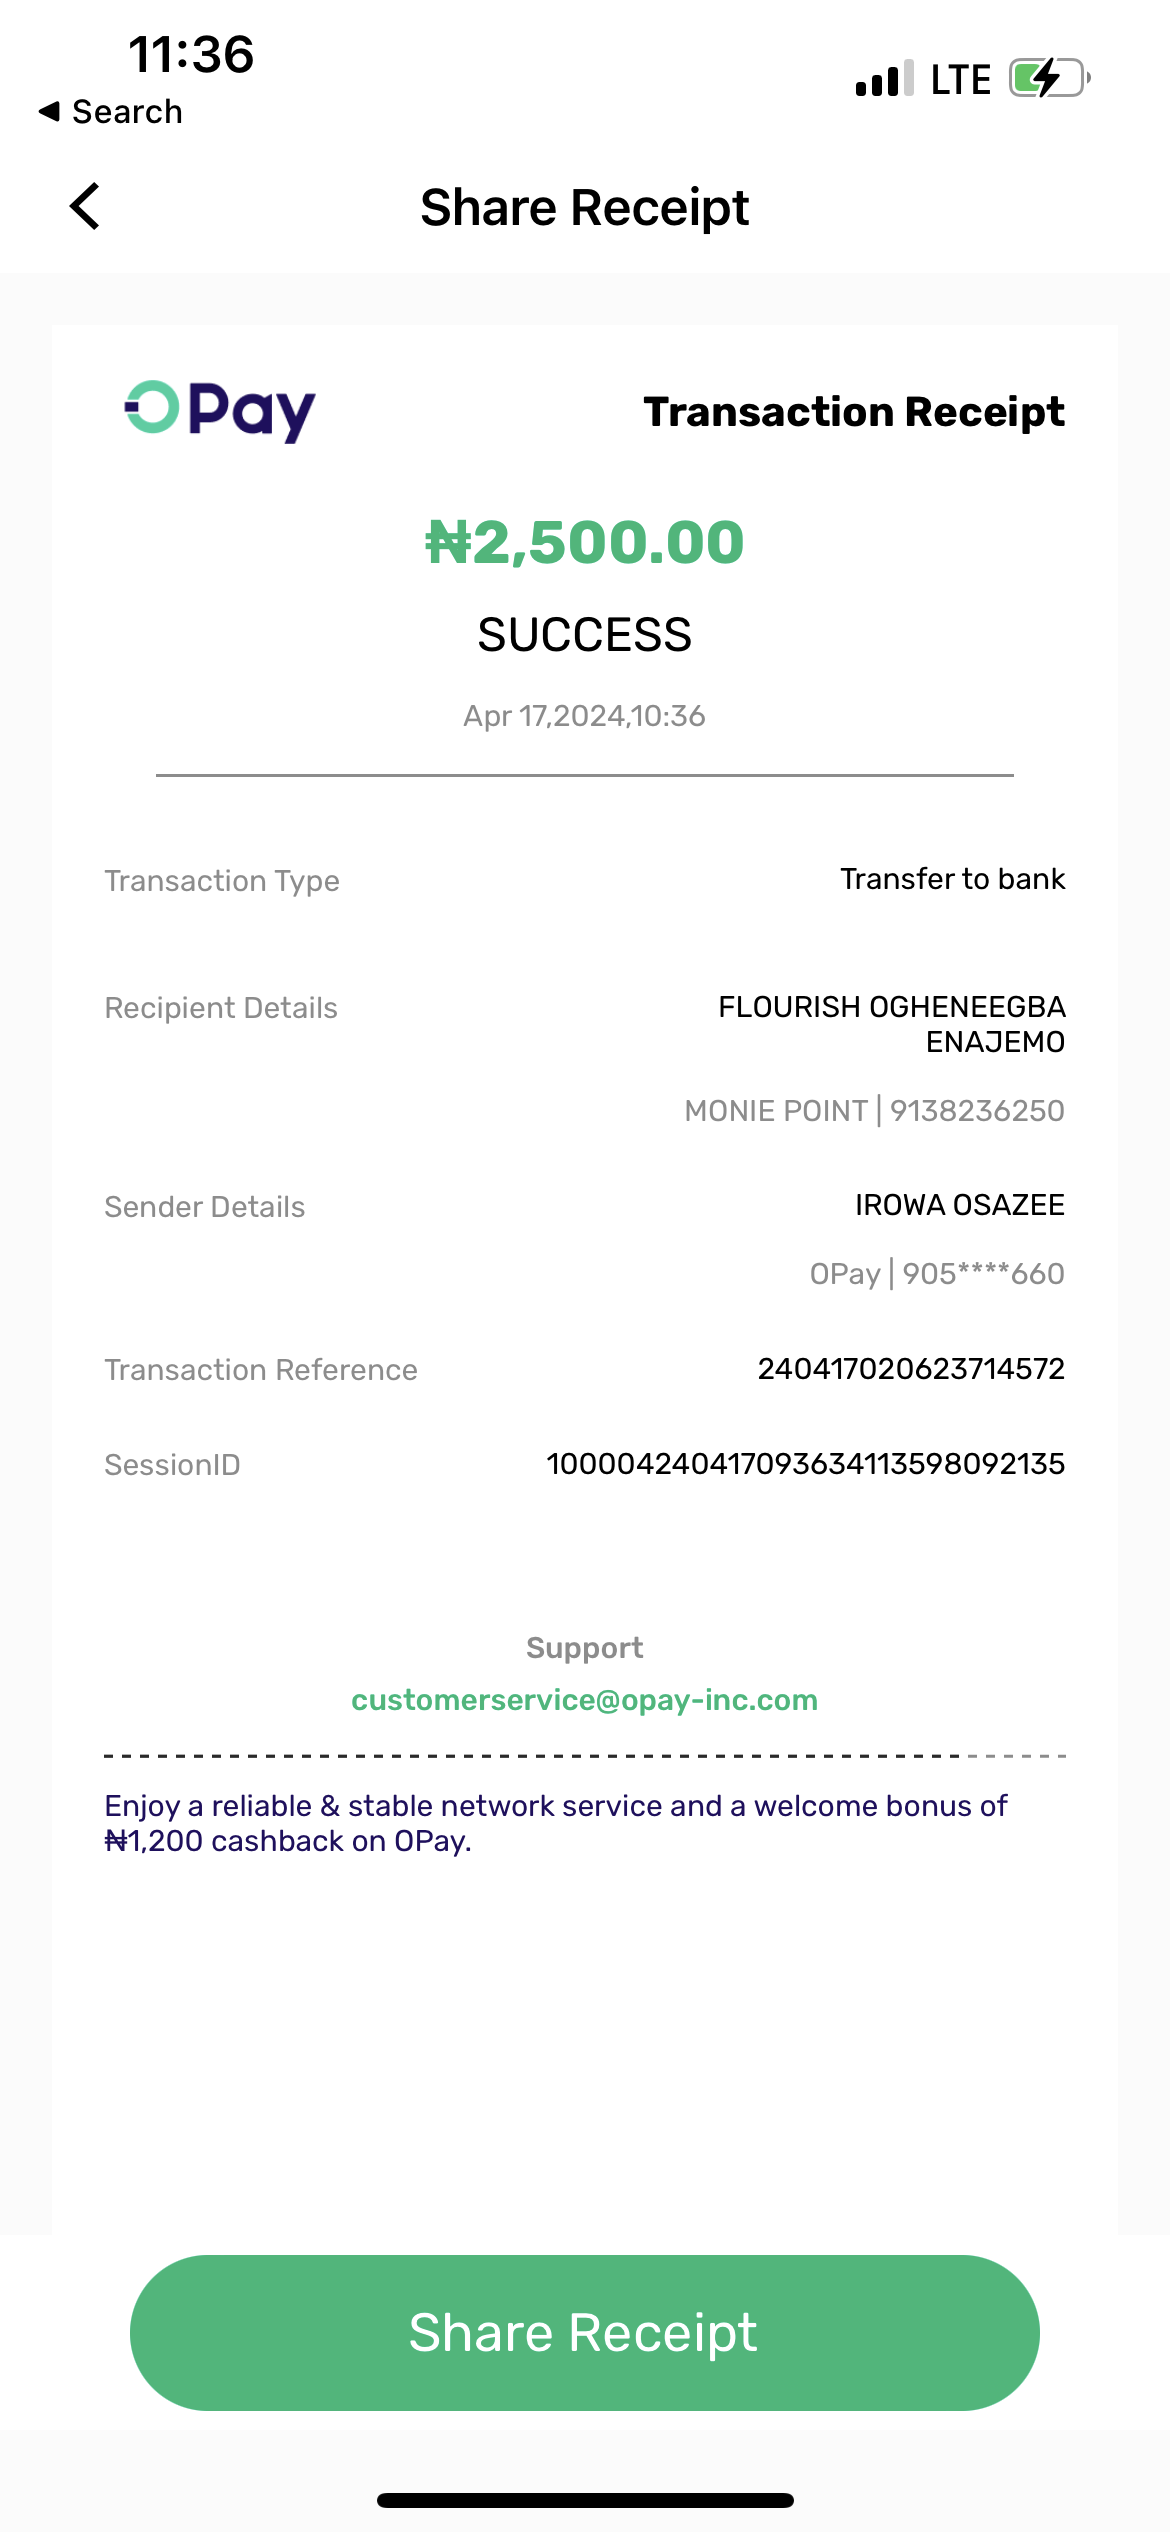 11:36
◀ Search
LTE
Share Receipt
OPay
Transaction Receipt
₦2,500.00
SUCCESS
Apr 17,2024,10:36
Transaction Type
Transfer to bank
Recipient Details
FLOURISH OGHENEEGBA
ENAJEMO
MONIE POINT | 9138236250
Sender Details
IROWA OSAZEE
OPay | 905****660
Transaction Reference
240417020623714572
SessionID
100004240417093634113598092135
Support
customerservice@opay-inc.com
Enjoy a reliable & stable network service and a welcome bonus of
₦1,200 cashback on OPay.
Share Receipt